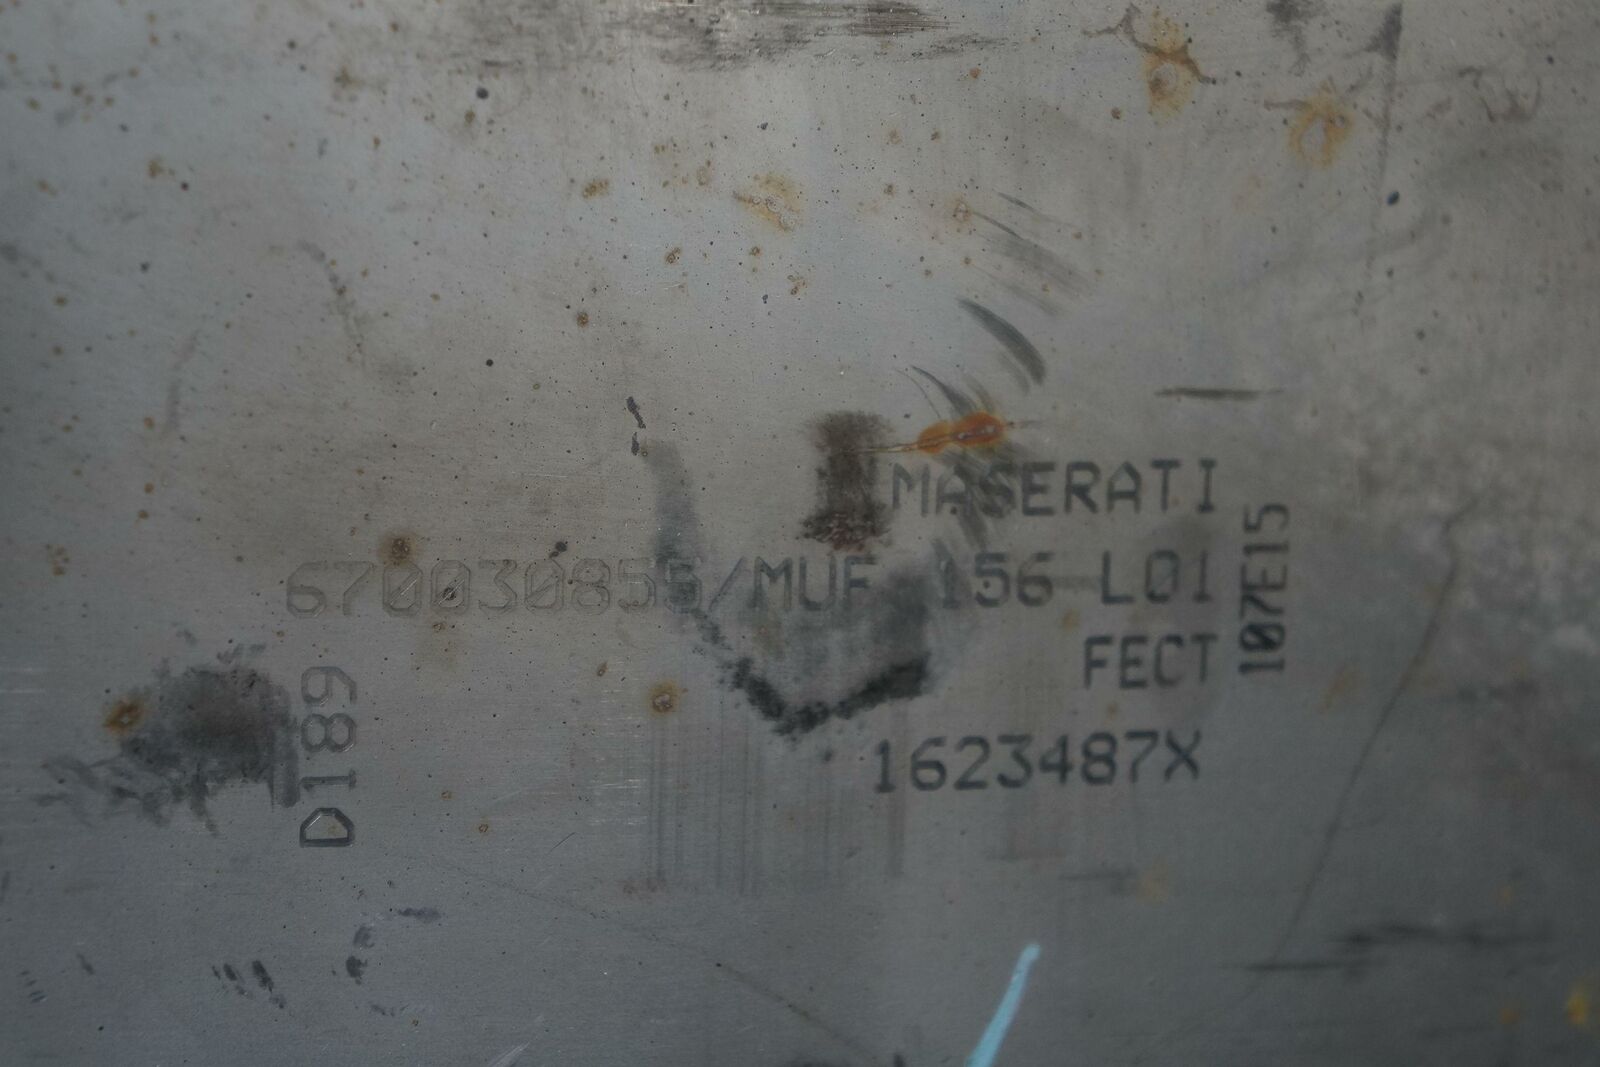 MASERATI
670030855/MUF 156 L01
FECT
1623487X
107E15
D189